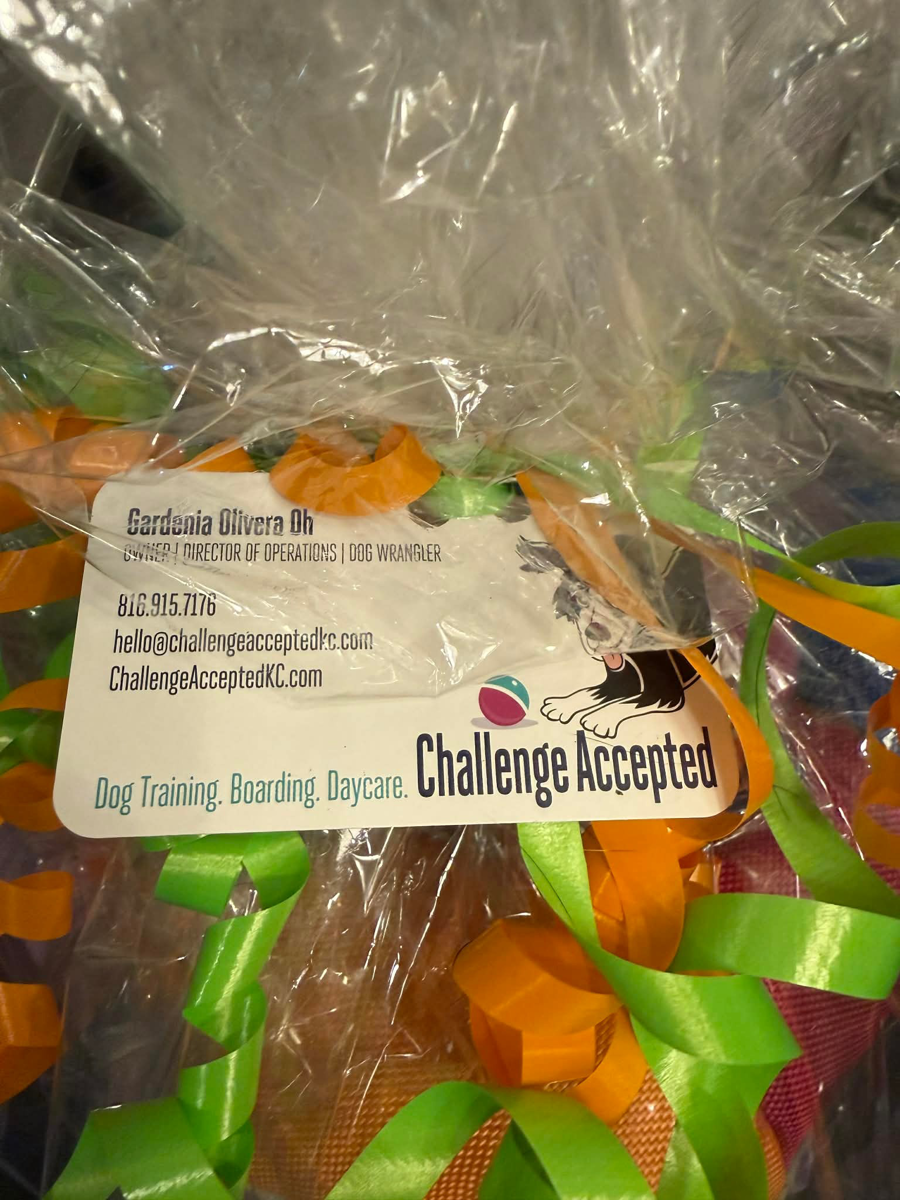 Gardenia Olivera Oh
OWNER | DIRECTOR OF OPERATIONS | DOG WRANGLER
816.915.7176
hello@challengeacceptedkc.com
ChallengeAcceptedKC.com
Dog Training. Boarding. Daycare. Challenge Accepted